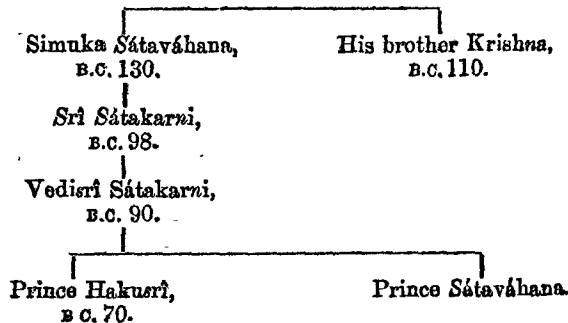 Simuka Sátaváhana, His brother Krishna,
B.C. 130. B.C. 110.
Srî Sátakarni,
B.C. 98.
Vedisrî Sátakarni,
B.C. 90.
Prince Hakusrî, Prince Sátaváhana.
B C. 70.